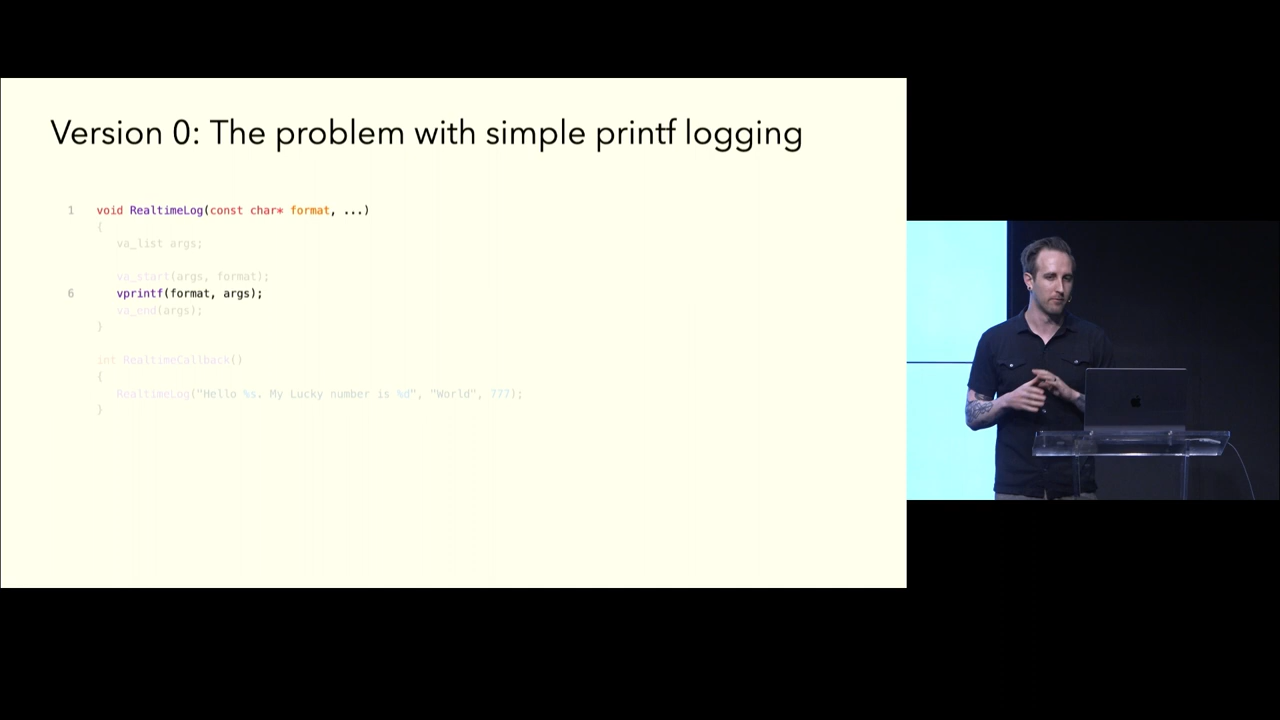 Version 0: The problem with simple printf logging
1 void RealtimeLog(const char* format, ...)
{
va_list args;
va_start(args, format);
6 vprintf(format, args);
va_end(args);
}
int RealtimeCallback()
{
RealtimeLog("Hello %s. My Lucky number is %d", "World", 777);
}